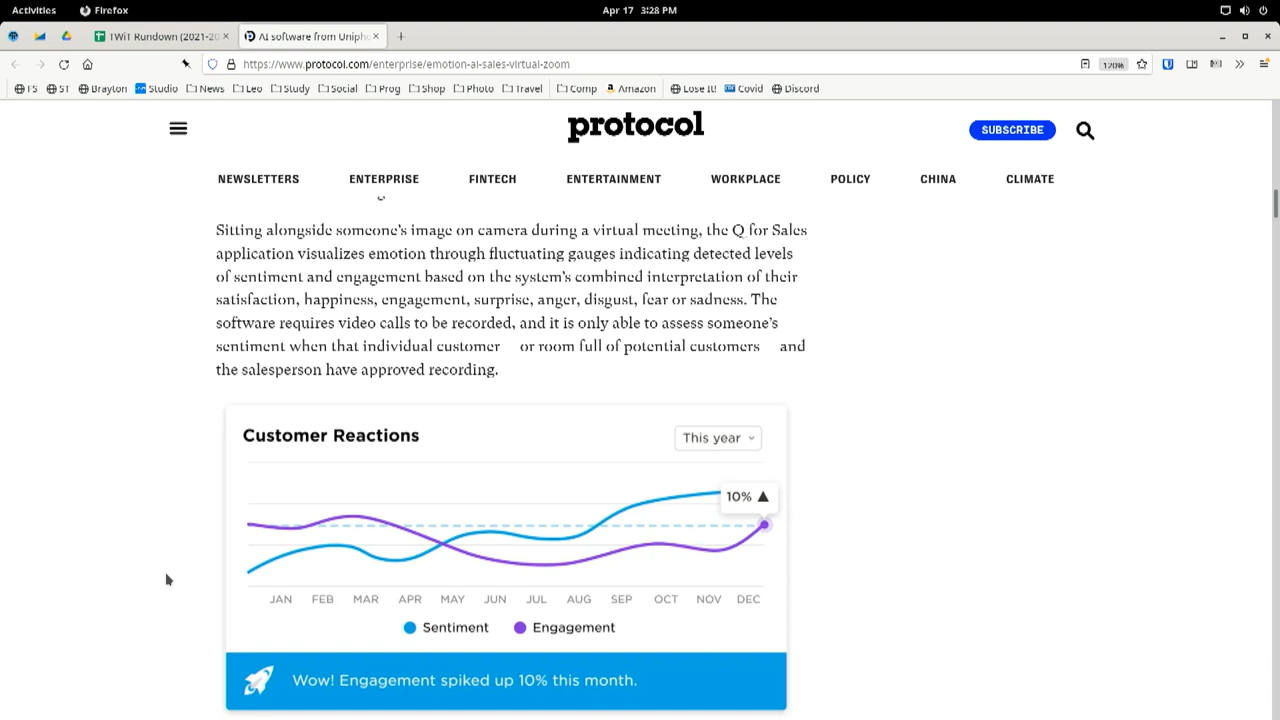 Activities Firefox Apr 17 3:28 PM
TWiT Rundown (2021-20 AI software from Unipho
https://www.protocol.com/enterprise/emotion-ai-sales-virtual-zoom 120%
TS ST Brayton Studio News Leo Study Social Prog Shop Photo Travel Comp Amazon Lose It! Covid Discord
protocol
SUBSCRIBE
NEWSLETTERS ENTERPRISE FINTECH ENTERTAINMENT WORKPLACE POLICY CHINA CLIMATE
Sitting alongside someone's image on camera during a virtual meeting, the Q for Sales
application visualizes emotion through fluctuating gauges indicating detected levels
of sentiment and engagement based on the system's combined interpretation of their
satisfaction, happiness, engagement, surprise, anger, disgust, fear or sadness. The
software requires video calls to be recorded, and it is only able to assess someone's
sentiment when that individual customer or room full of potential customers and
the salesperson have approved recording.
Customer Reactions
This year
10% ▲
JAN FEB MAR APR MAY JUN JUL AUG SEP OCT NOV DEC
Sentiment Engagement
Wow! Engagement spiked up 10% this month.